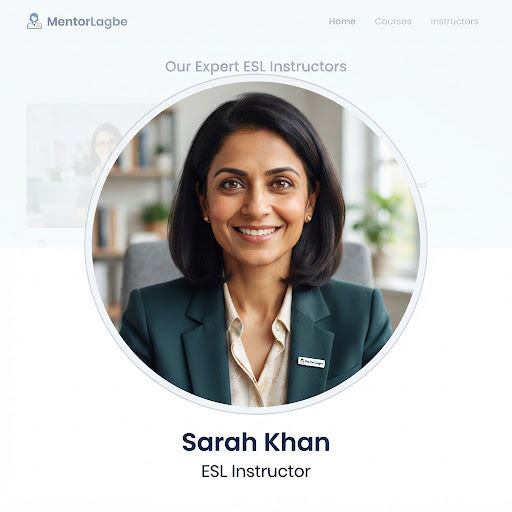 MentorLagbe
Home Courses Instructors
Our Expert ESL Instructors
Sarah Khan
ESL Instructor